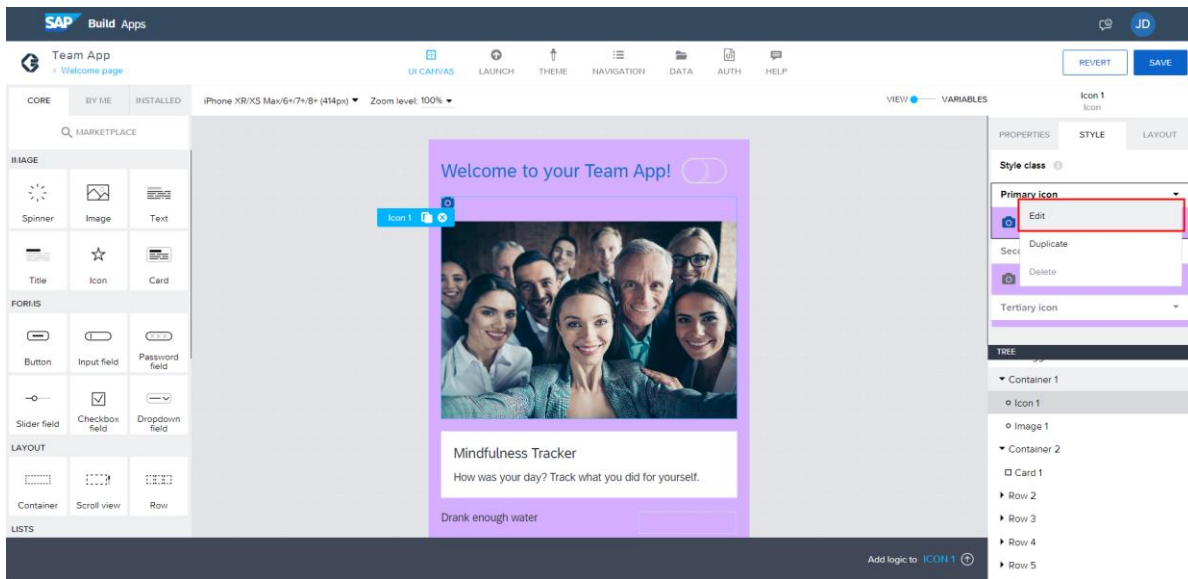 SAP Build Apps
JD
Team App
> Welcome page
UI CANVAS LAUNCH THEME NAVIGATION DATA AUTH HELP
REVERT SAVE
CORE BY ME INSTALLED
iPhone XR/XS Max/6+/7+/8+ (414px) Zoom level: 100%
VIEW VARIABLES
Icon 1
Icon
MARKETPLACE
PROPERTIES STYLE LAYOUT
IMAGE
Style class
Spinner Image Text
Title Icon Card
FORMS
Button Input field Password field
Slider field Checkbox field Dropdown field
LAYOUT
Container Scroll view Row
LISTS
Welcome to your Team App!
Icon 1
Mindfulness Tracker
How was your day? Track what you did for yourself.
Drank enough water
Primary icon
Edit
Duplicate
Delete
Tertiary icon
TREE
Container 1
Icon 1
Image 1
Container 2
Card 1
Row 2
Row 3
Row 4
Row 5
Add logic to ICON 1